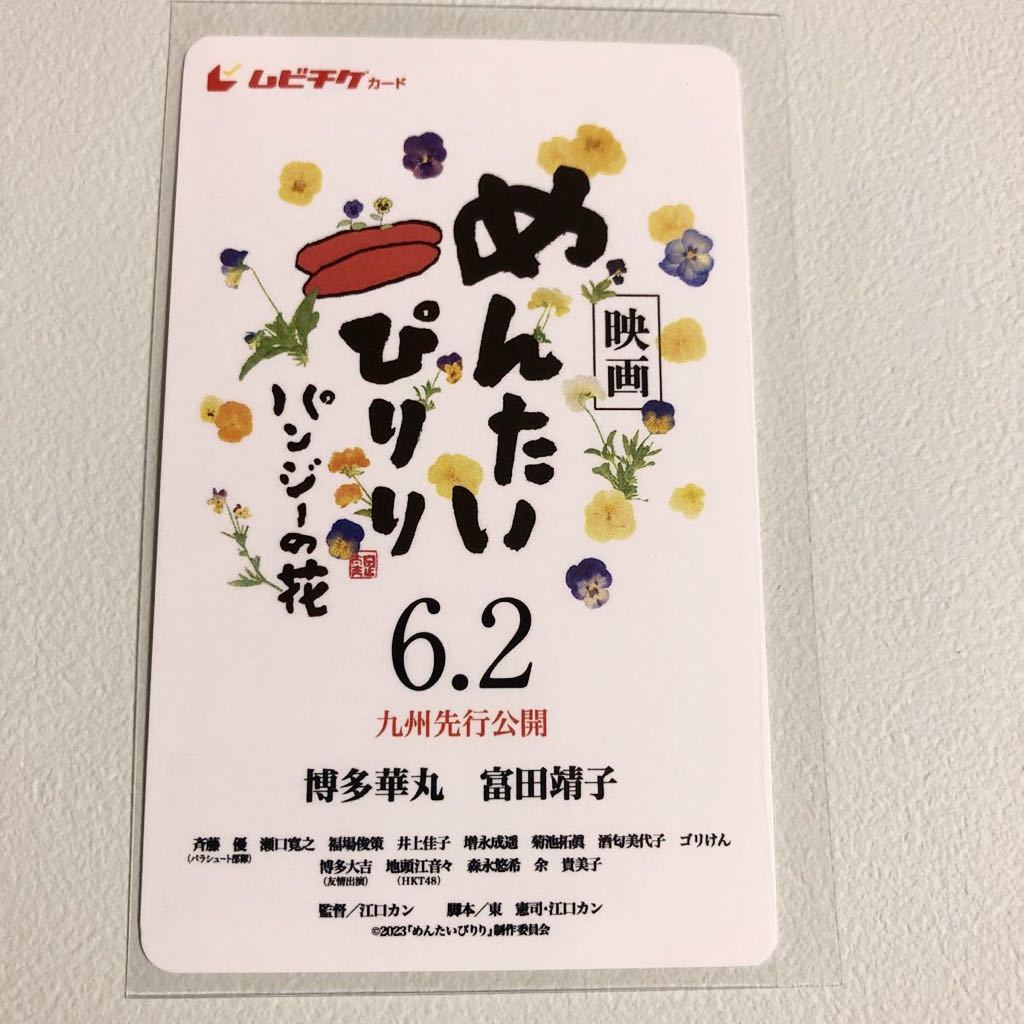 ムビチケカード
映画
めんたい
ぴりり
パンジーの花
6.2
九州先行公開
博多華丸 富田靖子
斉藤 優 瀬口寛之 福場俊策 井上佳子 増永成遥 菊池拓眞 酒匂美代子 ゴリけん
(パラシュート部隊)
博多大吉 地頭江音々 森永悠希 余 貴美子
(友情出演) (HKT48)
監督/江口カン 脚本/東 憲司・江口カン
©2023「めんたいぴりり」制作委員会